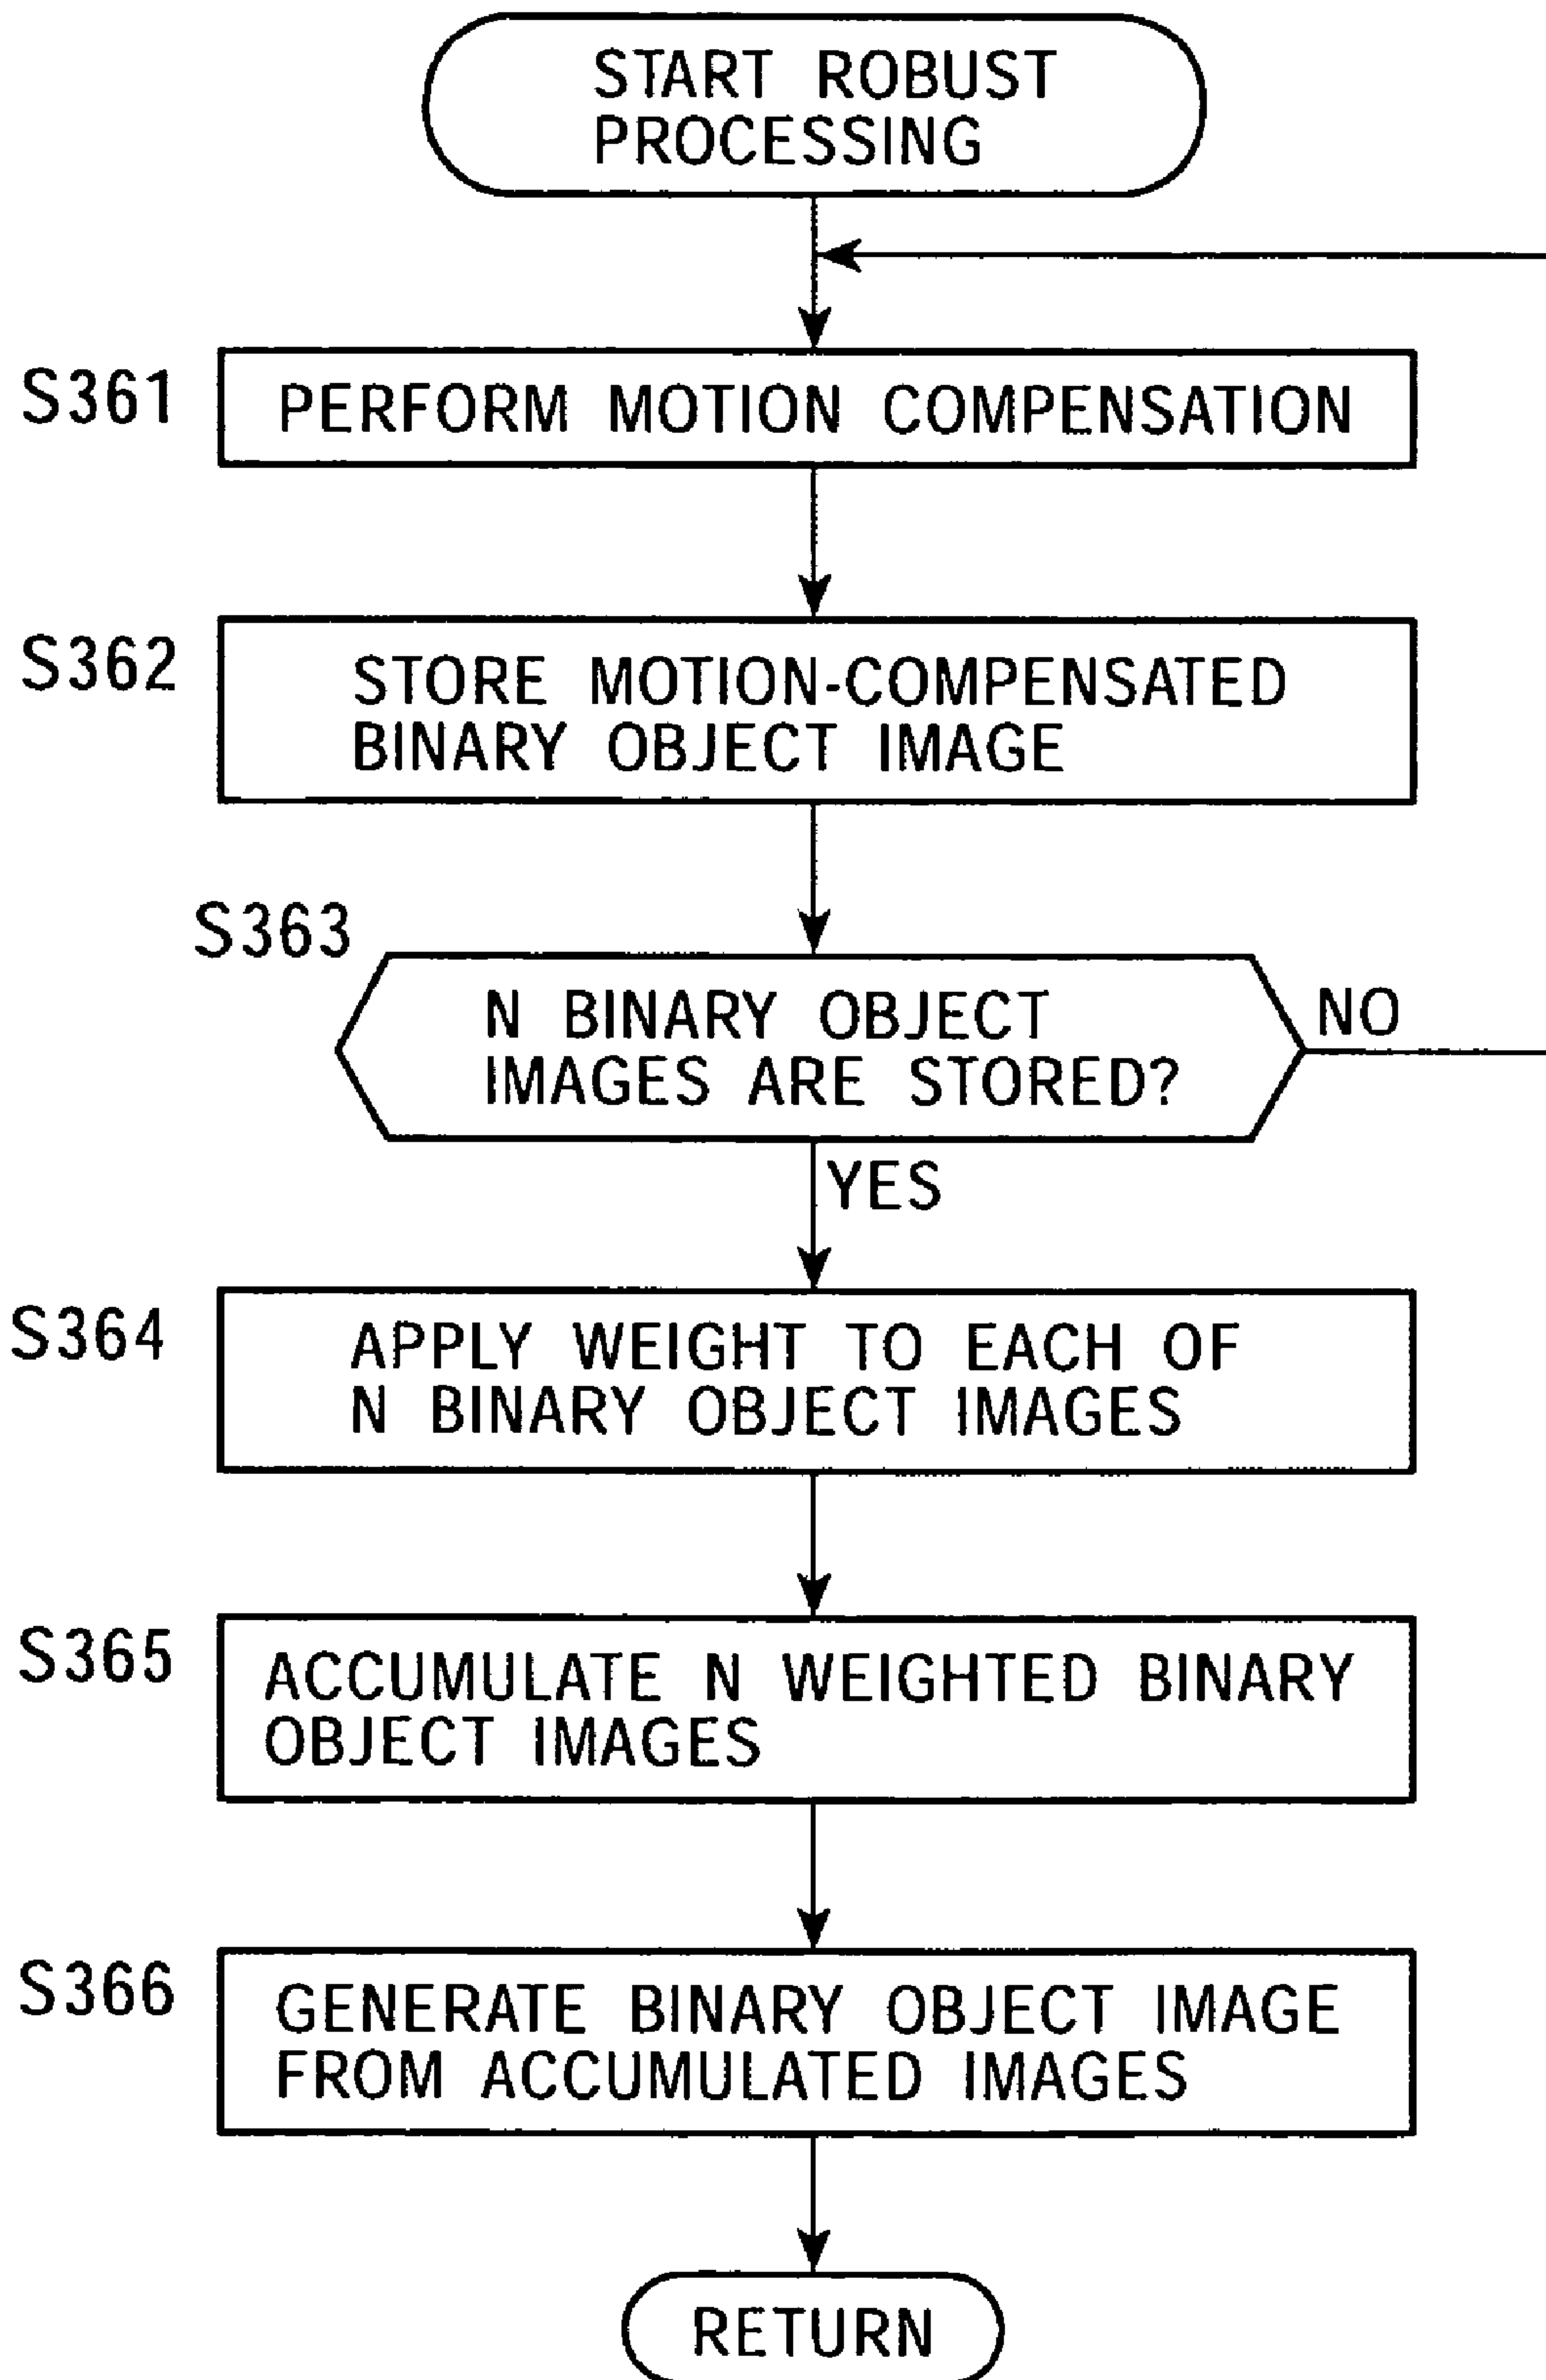 START ROBUST
PROCESSING
S361
PERFORM MOTION COMPENSATION
S362
STORE MOTION-COMPENSATED
BINARY OBJECT IMAGE
S363
N BINARY OBJECT
IMAGES ARE STORED?
NO
YES
S364
APPLY WEIGHT TO EACH OF
N BINARY OBJECT IMAGES
S365
ACCUMULATE N WEIGHTED BINARY
OBJECT IMAGES
S366
GENERATE BINARY OBJECT IMAGE
FROM ACCUMULATED IMAGES
RETURN